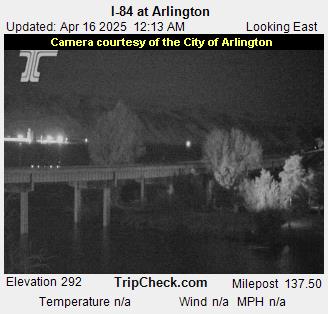 I-84 at Arlington
Updated: Apr 16 2025 12:13 AM Looking East
Camera courtesy of the City of Arlington
Elevation 292 TripCheck.com Milepost 137.50
Temperature n/a Wind n/a MPH n/a